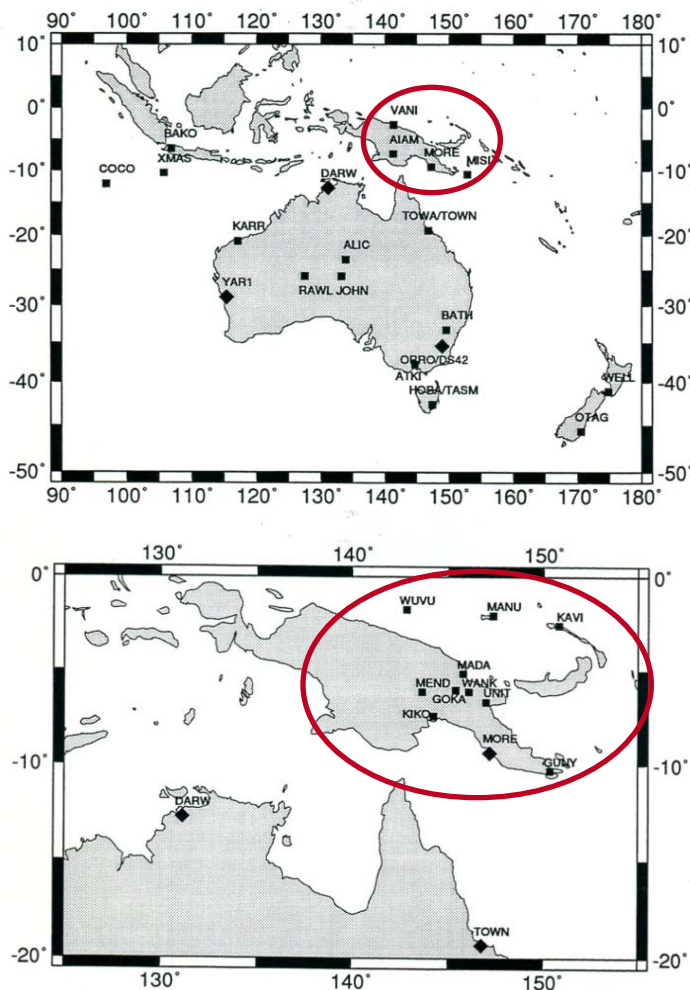 90˚ 100˚ 110˚ 120˚ 130˚ 140˚ 150˚ 160˚ 170˚ 180˚
10˚ 10˚
VANI
0˚ 0˚
BAKO AIAM
XMAS MORE MISI
-10˚ -10˚
COCO DARW
KARR TOWA/TOWN
-20˚ -20˚
ALIC
YAR1 RAWL JOHN
-30˚ -30˚
BATH
ORRO/DS42
ATKI WELL
-40˚ HOBA/TASM -40˚
OTAG
-50˚ -50˚
90˚ 100˚ 110˚ 120˚ 130˚ 140˚ 150˚ 160˚ 170˚ 180˚
130˚ 140˚ 150˚
0˚ 0˚
WUVU MANU KAVI
MADA
MEND WANK
GOKA UNIT
KIKO
MORE
-10˚ GUNY -10˚
DARW
TOWN
-20˚ -20˚
130˚ 140˚ 150˚